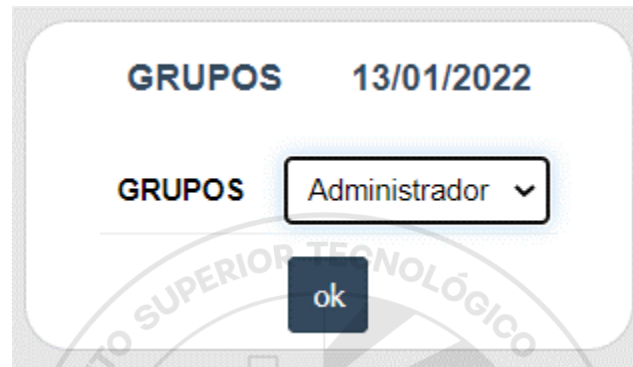 GRUPOS 13/01/2022
GRUPOS Administrador
ok
SUPERIOR TECNOLÓGICO